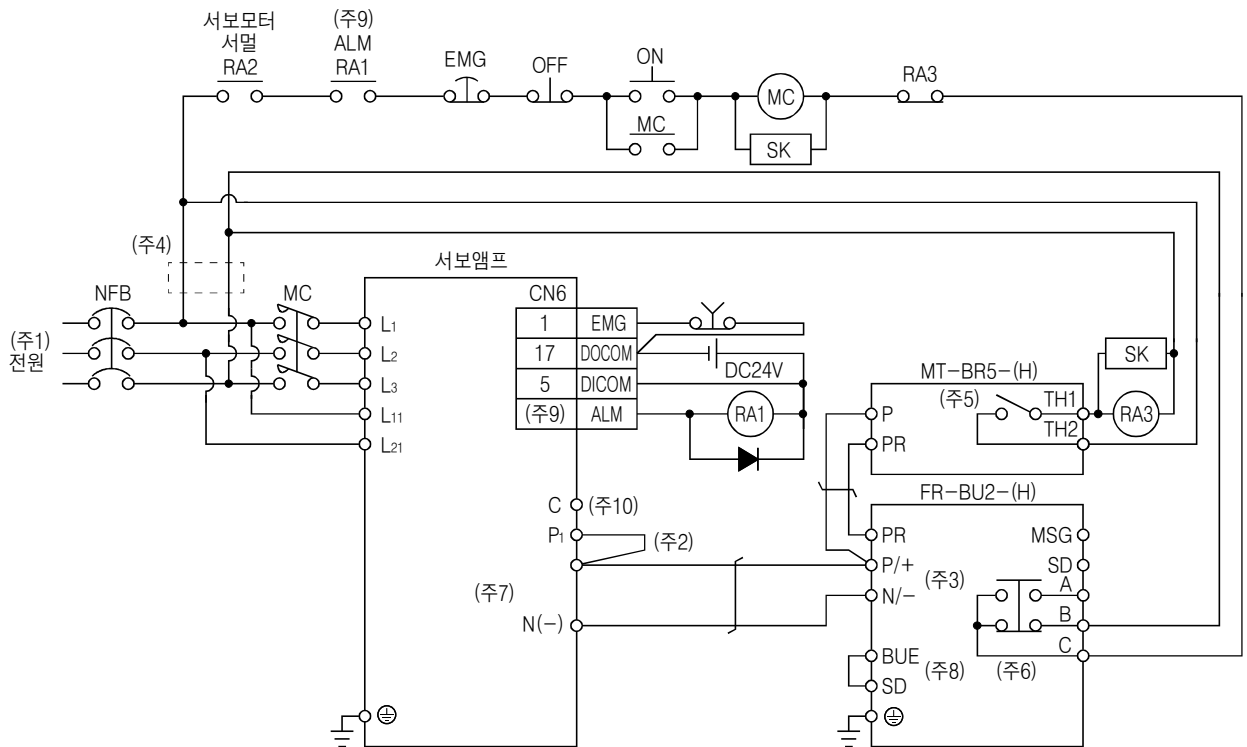 서보모터
서멀
RA2
(주9)
ALM
RA1
EMG
OFF
ON
MC
MC
SK
RA3
(주4)
NFB
MC
(주1)
전원
서보앰프
CN6
L1
L2
L3
L11
L21
1 EMG
17 DOCOM
5 DICOM
(주9) ALM
DC24V
RA1
C (주10)
P1
(주2)
(주7)
N(-)
MT-BR5-(H)
(주5)
P
PR
TH1
TH2
SK
RA3
FR-BU2-(H)
PR
P/+
N/-
(주3)
BUE
SD
(주8)
MSG
SD
A
B
C
(주6)